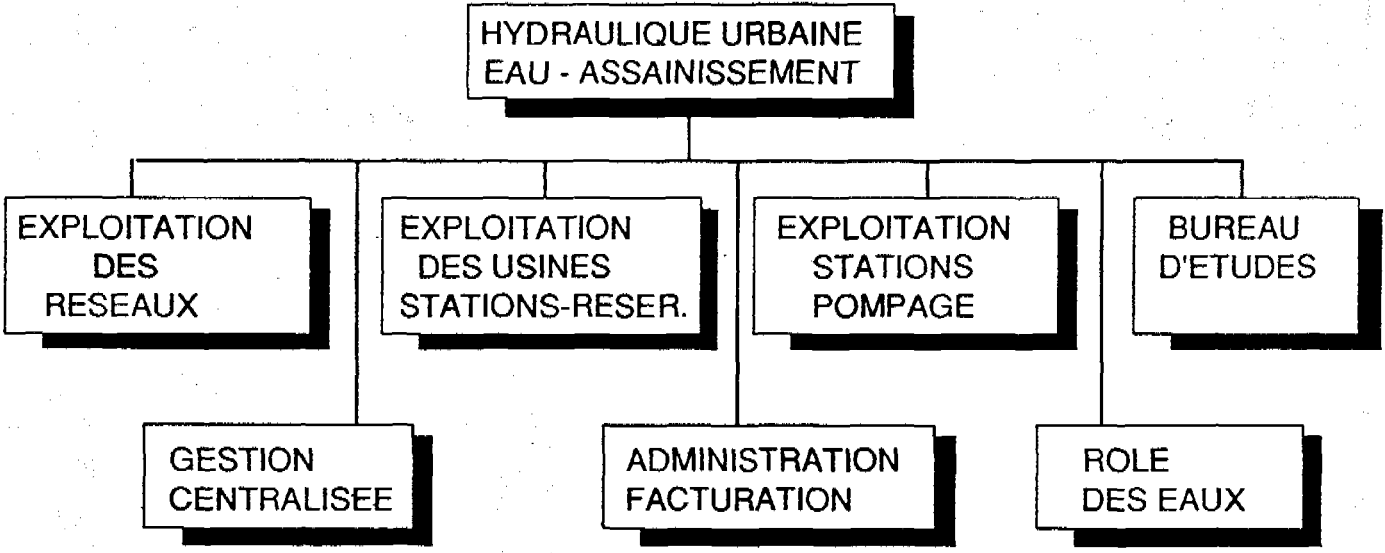 HYDRAULIQUE URBAINE
EAU - ASSAINISSEMENT
EXPLOITATION
DES
RESEAUX
EXPLOITATION
DES USINES
STATIONS-RESER.
EXPLOITATION
STATIONS
POMPAGE
BUREAU
D'ETUDES
GESTION
CENTRALISEE
ADMINISTRATION
FACTURATION
ROLE
DES EAUX